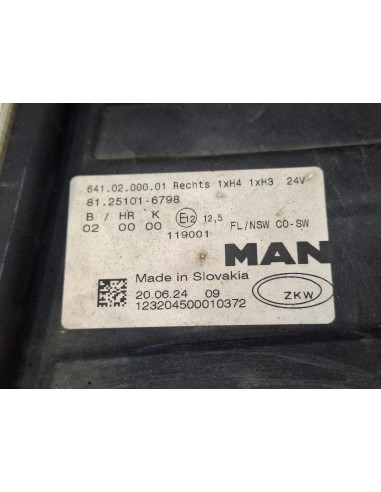 641.02.000.01 Rechts 1xH4 1xH3 24V
81.25101-6798
B / HR K E12 12,5 FL/NSW CO-SW
02 00 00 119001
MAN
Made in Slovakia
20.06.24 09 ZKW
123204500010372